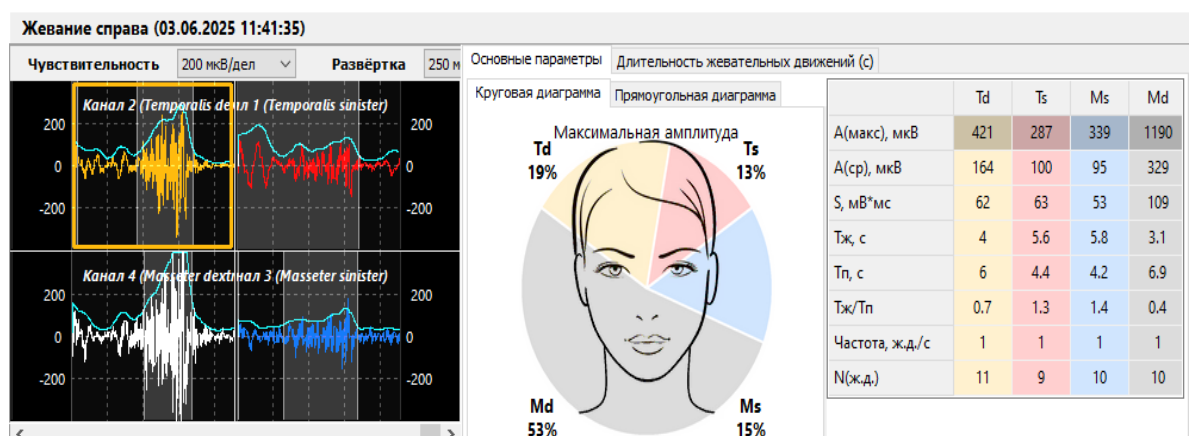 Жевание справа (03.06.2025 11:41:35)
Чувствительность 200 мкВ/дел Развёртка 250 м
Основные параметры Длительность жевательных движений (с)
Круговая диаграмма Прямоугольная диаграмма
Канал 2 (Temporalis de
нл 1 (Temporalis sinister)
200 200
0 0
-200 -200
Канал 4 (Masseter dext
нал 3 (Masseter sinister)
200 200
0 0
-200 -200
Максимальная амплитуда
Td Ts
19% 13%
Md Ms
53% 15%
Td Ts Ms Md
A(макс), мкВ 421 287 339 1190
A(ср), мкВ 164 100 95 329
S, мВ*мс 62 63 53 109
Тж, с 4 5.6 5.8 3.1
Тп, с 6 4.4 4.2 6.9
Тж/Тп 0.7 1.3 1.4 0.4
Частота, ж.д./с 1 1 1 1
N(ж.д.) 11 9 10 10